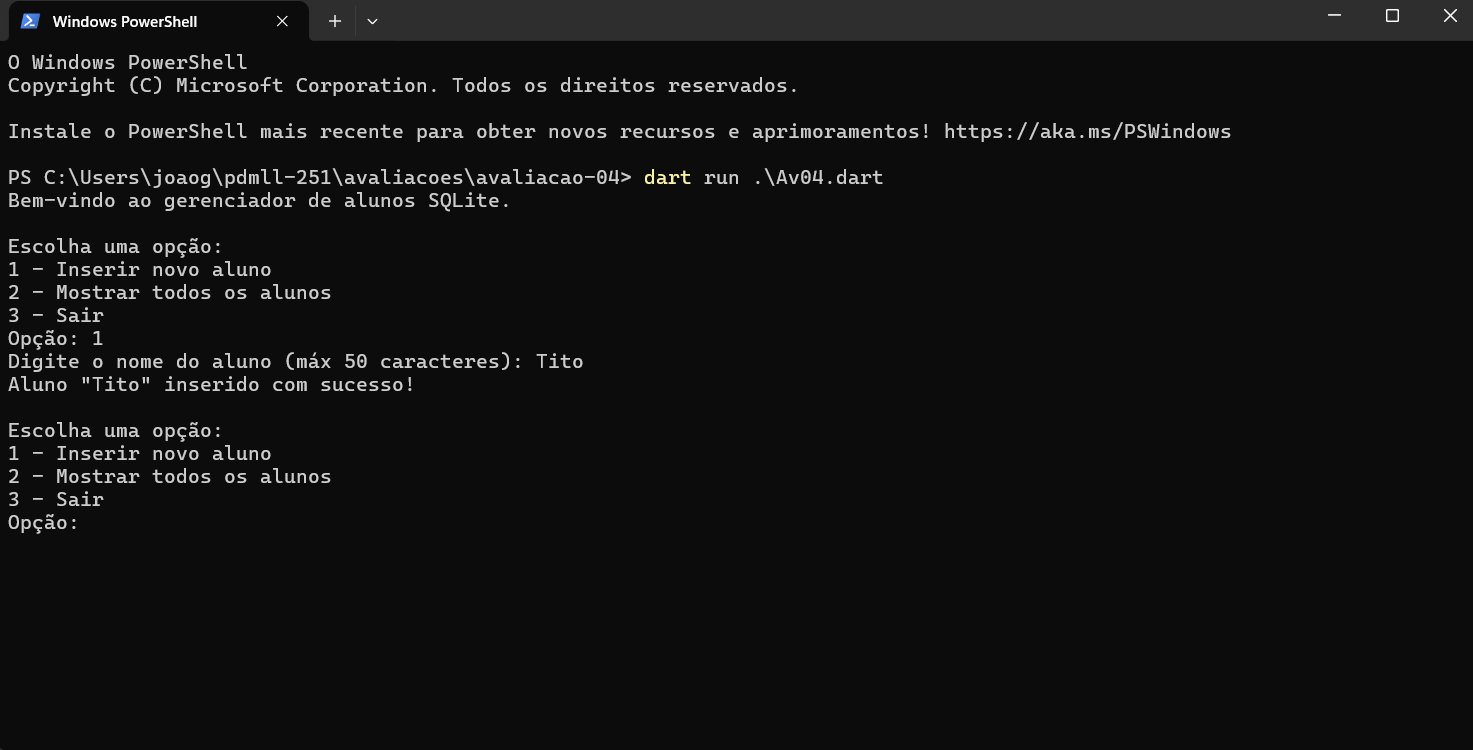 Windows PowerShell
O Windows PowerShell
Copyright (C) Microsoft Corporation. Todos os direitos reservados.
Instale o PowerShell mais recente para obter novos recursos e aprimoramentos! https://aka.ms/PSWindows
PS C:\Users\joaog\pdmll-251\avaliacoes\avaliacao-04> dart run .\Av04.dart
Bem-vindo ao gerenciador de alunos SQLite.
Escolha uma opção:
1 - Inserir novo aluno
2 - Mostrar todos os alunos
3 - Sair
Opção: 1
Digite o nome do aluno (máx 50 caracteres): Tito
Aluno "Tito" inserido com sucesso!
Escolha uma opção:
1 - Inserir novo aluno
2 - Mostrar todos os alunos
3 - Sair
Opção: